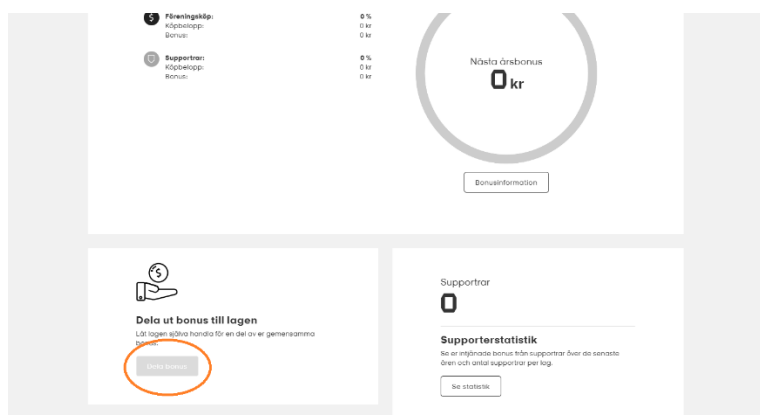 Föreningsköp: 0 %
Köpbelopp: 0 kr
Bonus: 0 kr
Supportrar: 0 %
Köpbelopp: 0 kr
Bonus: 0 kr
Nästa årsbonus
0 kr
Bonusinformation
Dela ut bonus till lagen
Låt lagen själva handla för en del av er gemensamma
bonus.
Dela bonus
Supportrar
0
Supporterstatistik
Se er intjänade bonus från supportrar över de senaste
åren och antal supportrar per lag.
Se statistik